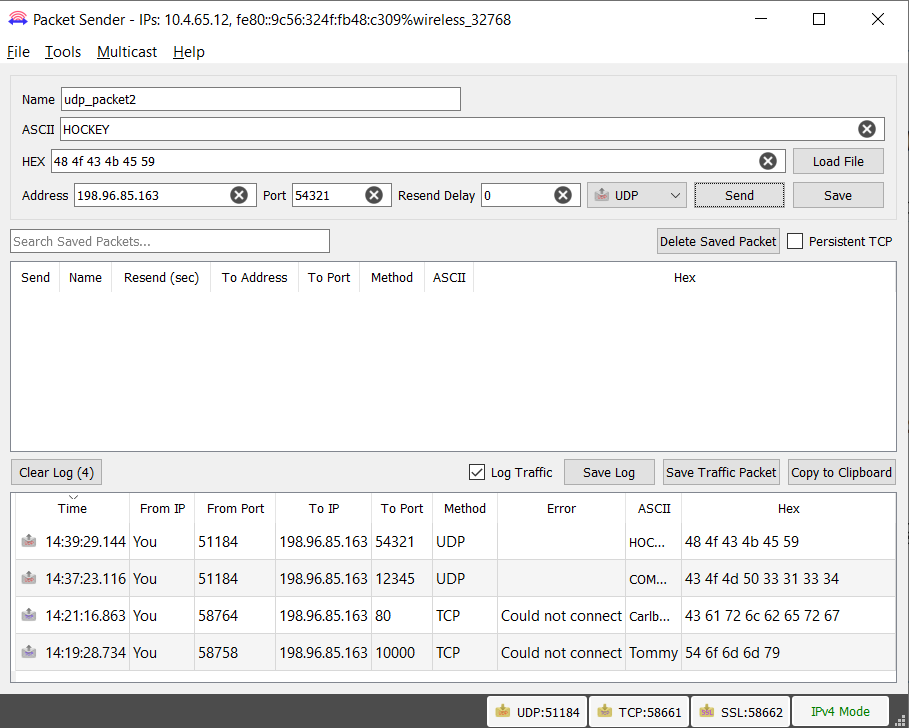 Packet Sender - IPs: 10.4.65.12, fe80::9c56:324f:fb48:c309%wireless_32768
File Tools Multicast Help
Name udp_packet2
ASCII HOCKEY
HEX 48 4f 43 4b 45 59 Load File
Address 198.96.85.163 Port 54321 Resend Delay 0 UDP Send Save
Search Saved Packets... Delete Saved Packet Persistent TCP
Send Name Resend (sec) To Address To Port Method ASCII Hex
Clear Log (4) Log Traffic Save Log Save Traffic Packet Copy to Clipboard
Time From IP From Port To IP To Port Method Error ASCII Hex
14:39:29.144 You 51184 198.96.85.163 54321 UDP HOC... 48 4f 43 4b 45 59
14:37:23.116 You 51184 198.96.85.163 12345 UDP COM... 43 4f 4d 50 33 31 33 34
14:21:16.863 You 58764 198.96.85.163 80 TCP Could not connect Carlb... 43 61 72 6c 62 65 72 67
14:19:28.734 You 58758 198.96.85.163 10000 TCP Could not connect Tommy 54 6f 6d 6d 79
UDP:51184 TCP:58661 SSL:58662 IPv4 Mode